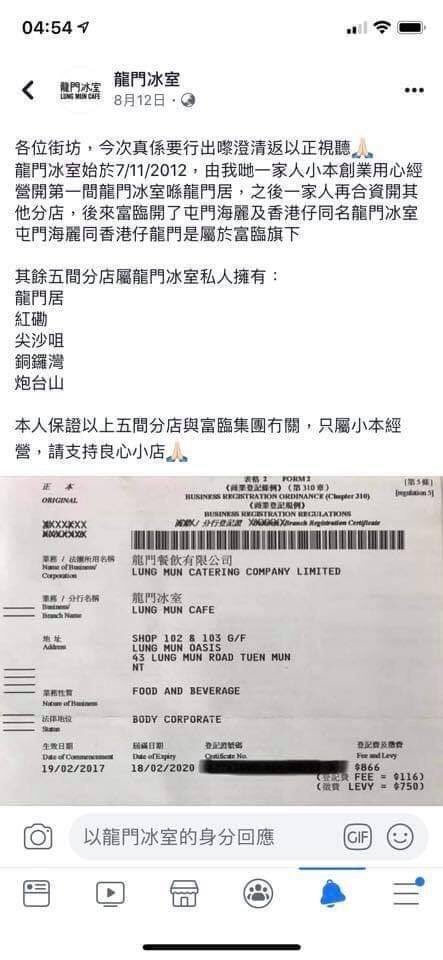 04:54
龍門冰室
LUNG MUN CAFE
龍門冰室
8月12日
各位街坊，今次真係要行出嚟澄清返以正視聽🙏🏻
龍門冰室始於7/11/2012，由我哋一家人小本創業用心經
營開第一間龍門冰室喺龍門居，之後一家人再合資開其
他分店，後來富臨開了屯門海麗及香港仔同名龍門冰室
屯門海麗同香港仔龍門是屬於富臨旗下
其餘五間分店屬龍門冰室私人擁有：
龍門居
紅磡
尖沙咀
銅鑼灣
炮台山
本人保證以上五間分店與富臨集團冇關，只屬小本經
營，請支持良心小店🙏🏻
正 本
ORIGINAL
表格 2 FORM 2
《商業登記條例》（第 310 章）
BUSINESS REGISTRATION ORDINANCE (Chapter 310)
《商業登記規例》
BUSINESS REGISTRATION REGULATIONS
[第 5 條]
[regulation 5]
分行登記證 Branch Registration Certificate
業務 / 法團所用名稱
Name of Business/
Corporation
龍門餐飲有限公司
LUNG MUN CATERING COMPANY LIMITED
業務 / 分行名稱
Business/
Branch Name
龍門冰室
LUNG MUN CAFE
地 址
Address
SHOP 102 & 103 G/F
LUNG MUN OASIS
43 LUNG MUN ROAD TUEN MUN
NT
業務性質
Nature of Business
FOOD AND BEVERAGE
法律地位
Status
BODY CORPORATE
生效日期
Date of Commencement
19/02/2017
屆滿日期
Date of Expiry
18/02/2020
登記證號碼
Certificate No.
登記費及徵費
Fee and Levy
$866
(登記費 FEE = $116)
(徵費 LEVY = $750)
以龍門冰室的身分回應
GIF